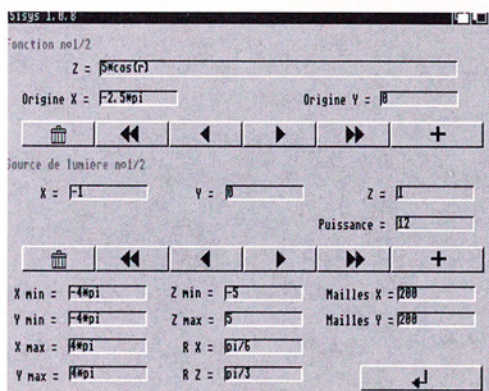 Sisys 1.0.8
Fonction no1/2
Z = 5*cos(r)
Origine X = -2.5*pi Origine Y = 0
Source de lumière no1/2
X = -1 Y = 0 Z = 1
Puissance = 12
X min = -4*pi Z min = -5 Mailles X = 200
Y min = -4*pi Z max = 5 Mailles Y = 200
X max = 4*pi R X = pi/6
Y max = 4*pi R Z = pi/3